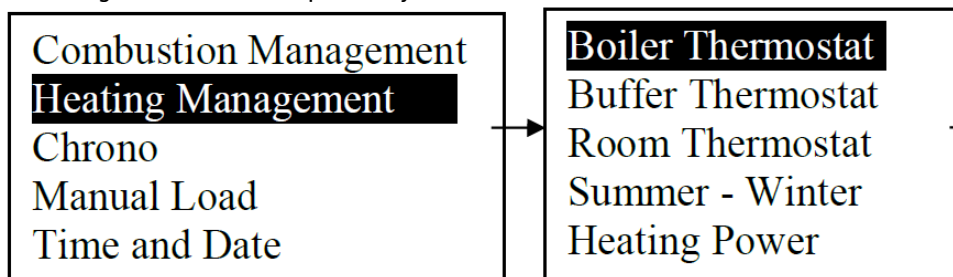 Combustion Management
Heating Management
Chrono
Manual Load
Time and Date
Boiler Thermostat
Buffer Thermostat
Room Thermostat
Summer - Winter
Heating Power